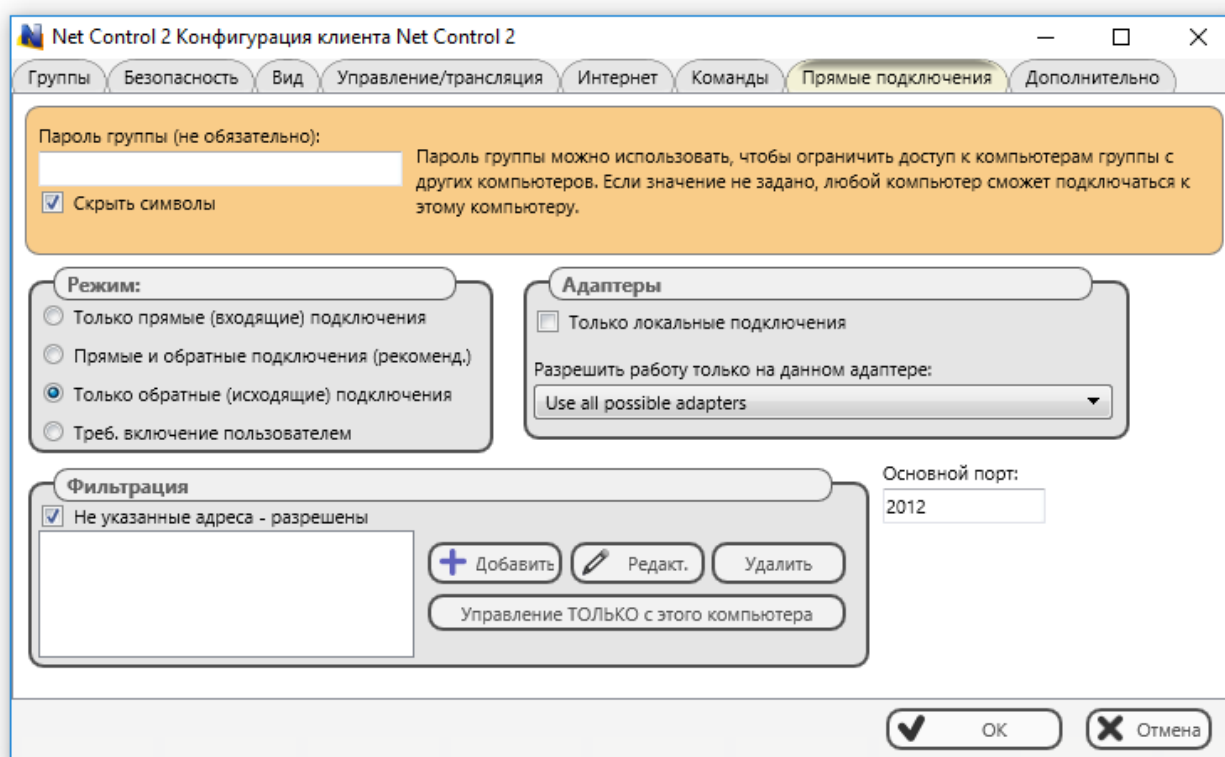 Net Control 2 Конфигурация клиента Net Control 2
Группы Безопасность Вид Управление/трансляция Интернет Команды Прямые подключения Дополнительно
Пароль группы (не обязательно):
Пароль группы можно использовать, чтобы ограничить доступ к компьютерам группы с
других компьютеров. Если значение не задано, любой компьютер сможет подключаться к
этому компьютеру.
Скрыть символы
Режим:
Только прямые (входящие) подключения
Прямые и обратные подключения (рекоменд.)
Только обратные (исходящие) подключения
Треб. включение пользователем
Адаптеры
Только локальные подключения
Разрешить работу только на данном адаптере:
Use all possible adapters
Фильтрация
Не указанные адреса - разрешены
Добавить Редакт. Удалить
Управление ТОЛЬКО с этого компьютера
Основной порт:
2012
OK Отмена